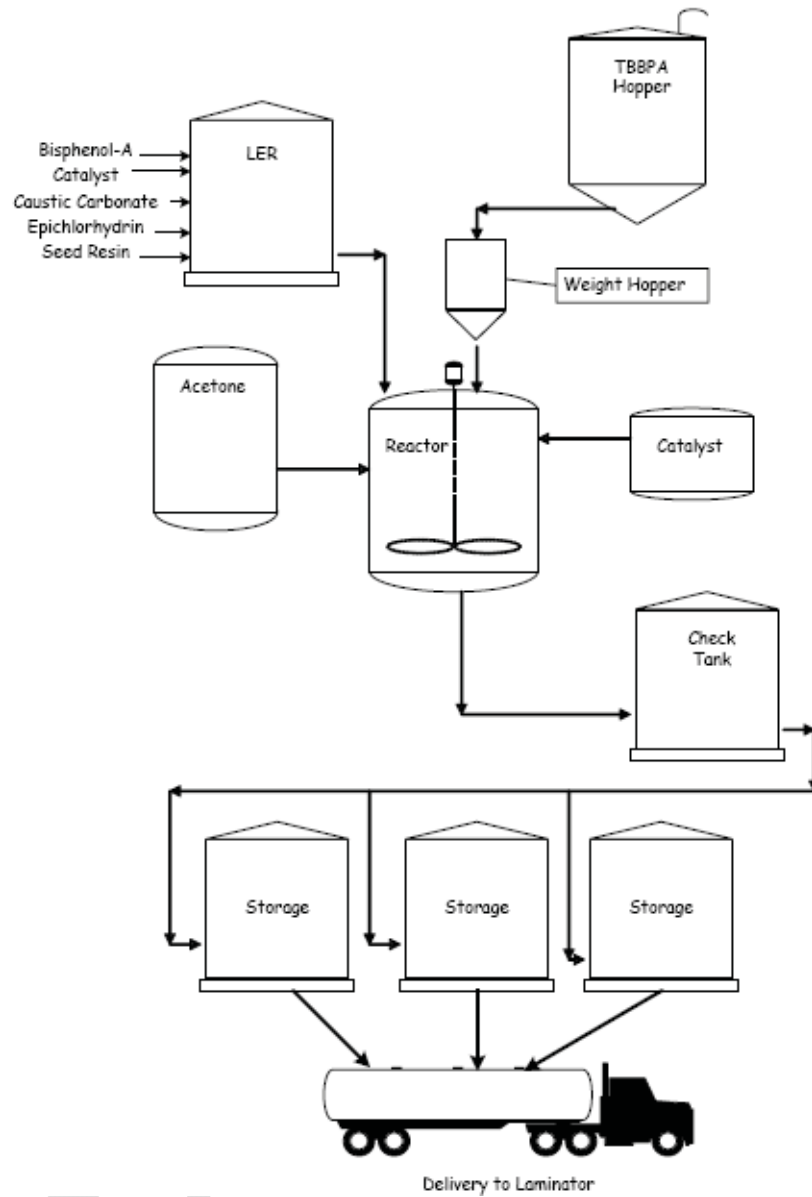 TBBPA
Hopper
LER
Bisphenol-A
Catalyst
Caustic Carbonate
Epichlorhydrin
Seed Resin
Weight Hopper
Acetone
Reactor
Catalyst
Check
Tank
Storage
Storage
Storage
Delivery to Laminator